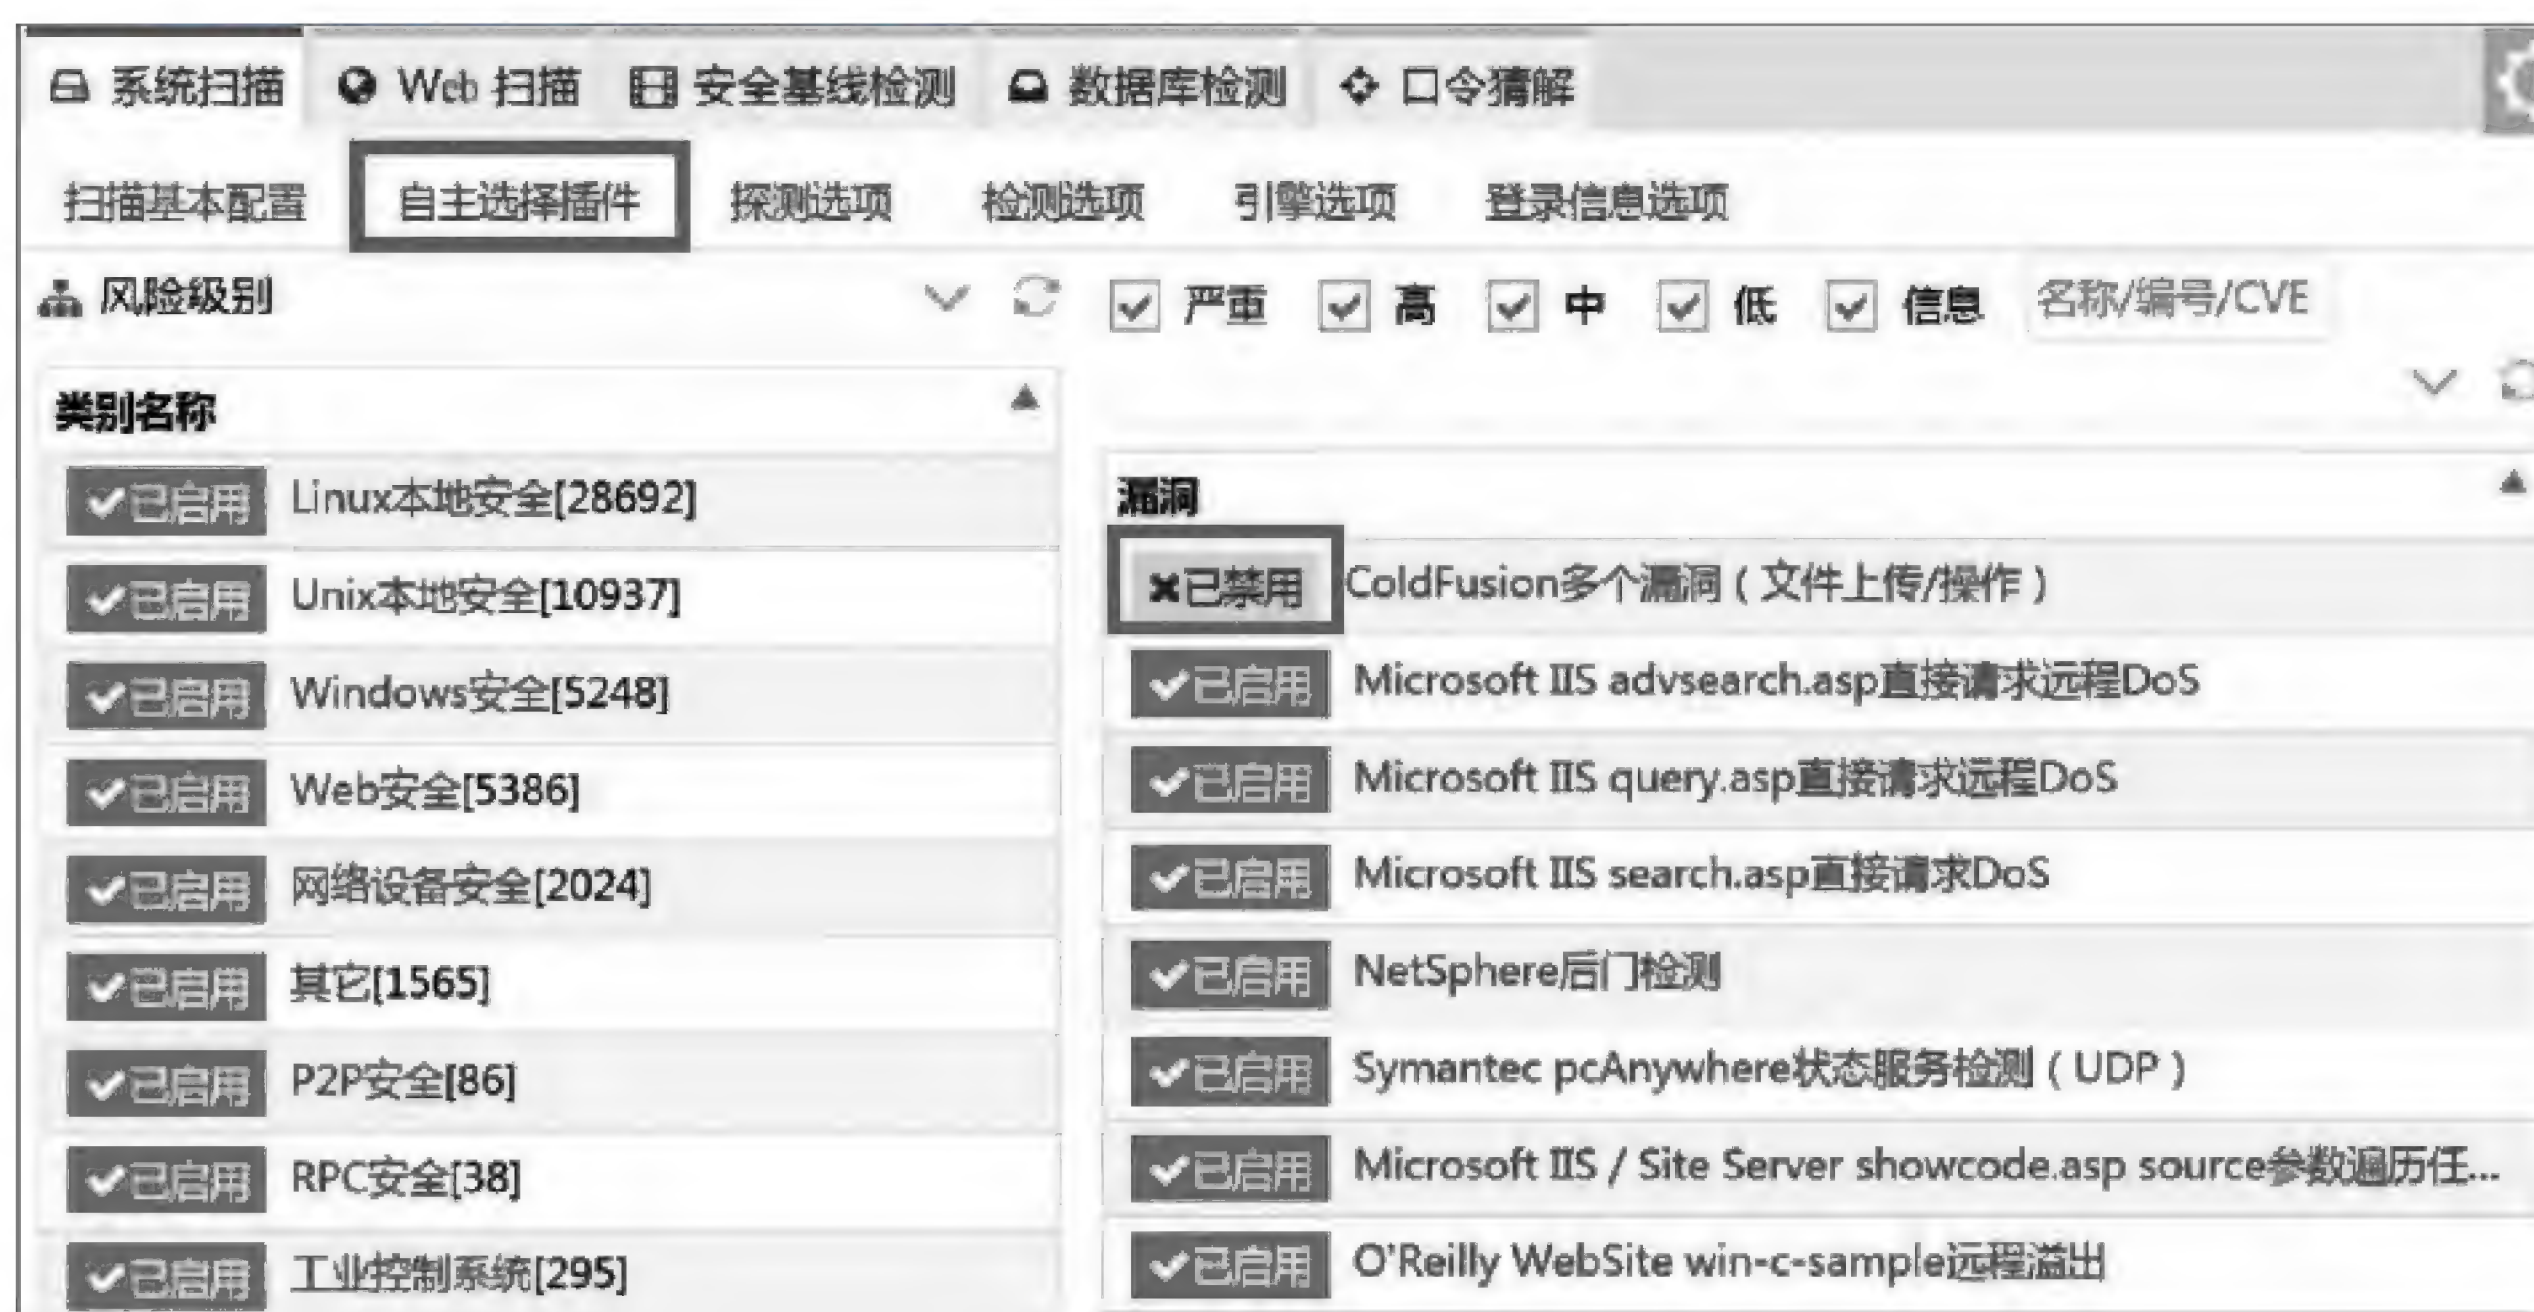 系统扫描 Web 扫描 安全基线检测 数据库检测 口令猜解
扫描基本配置 自主选择插件 探测选项 检测选项 引擎选项 登录信息选项
风险级别
严重 高 中 低 信息 名称/编号/CVE
类别名称
已启用 Linux本地安全[28692]
已启用 Unix本地安全[10937]
已启用 Windows安全[5248]
已启用 Web安全[5386]
已启用 网络设备安全[2024]
已启用 其它[1565]
已启用 P2P安全[86]
已启用 RPC安全[38]
已启用 工业控制系统[295]
漏洞
已禁用 ColdFusion多个漏洞（文件上传/操作）
已启用 Microsoft IIS advsearch.asp直接请求远程DoS
已启用 Microsoft IIS query.asp直接请求远程DoS
已启用 Microsoft IIS search.asp直接请求DoS
已启用 NetSphere后门检测
已启用 Symantec pcAnywhere状态服务检测（UDP）
已启用 Microsoft IIS / Site Server showcode.asp source参数遍历任...
已启用 O'Reilly WebSite win-c-sample远程溢出